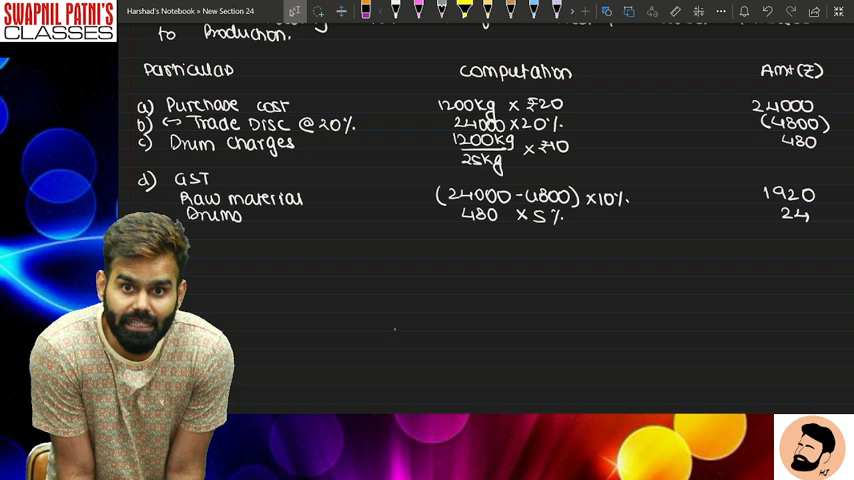 SWAPNIL PATNI'S
CLASSES
Harshad's Notebook » New Section 24
to Production.
Particulars Computation Amt (₹)
a) Purchase cost 1200kg × ₹20 24000
b) (-) Trade Disc @ 20% 24000 × 20% (4800)
c) Drum charges 1200kg / 25kg × ₹10 480
d) GST
Raw material (24000 - 4800) × 10% 1920
Drums 480 × 5% 24
HS